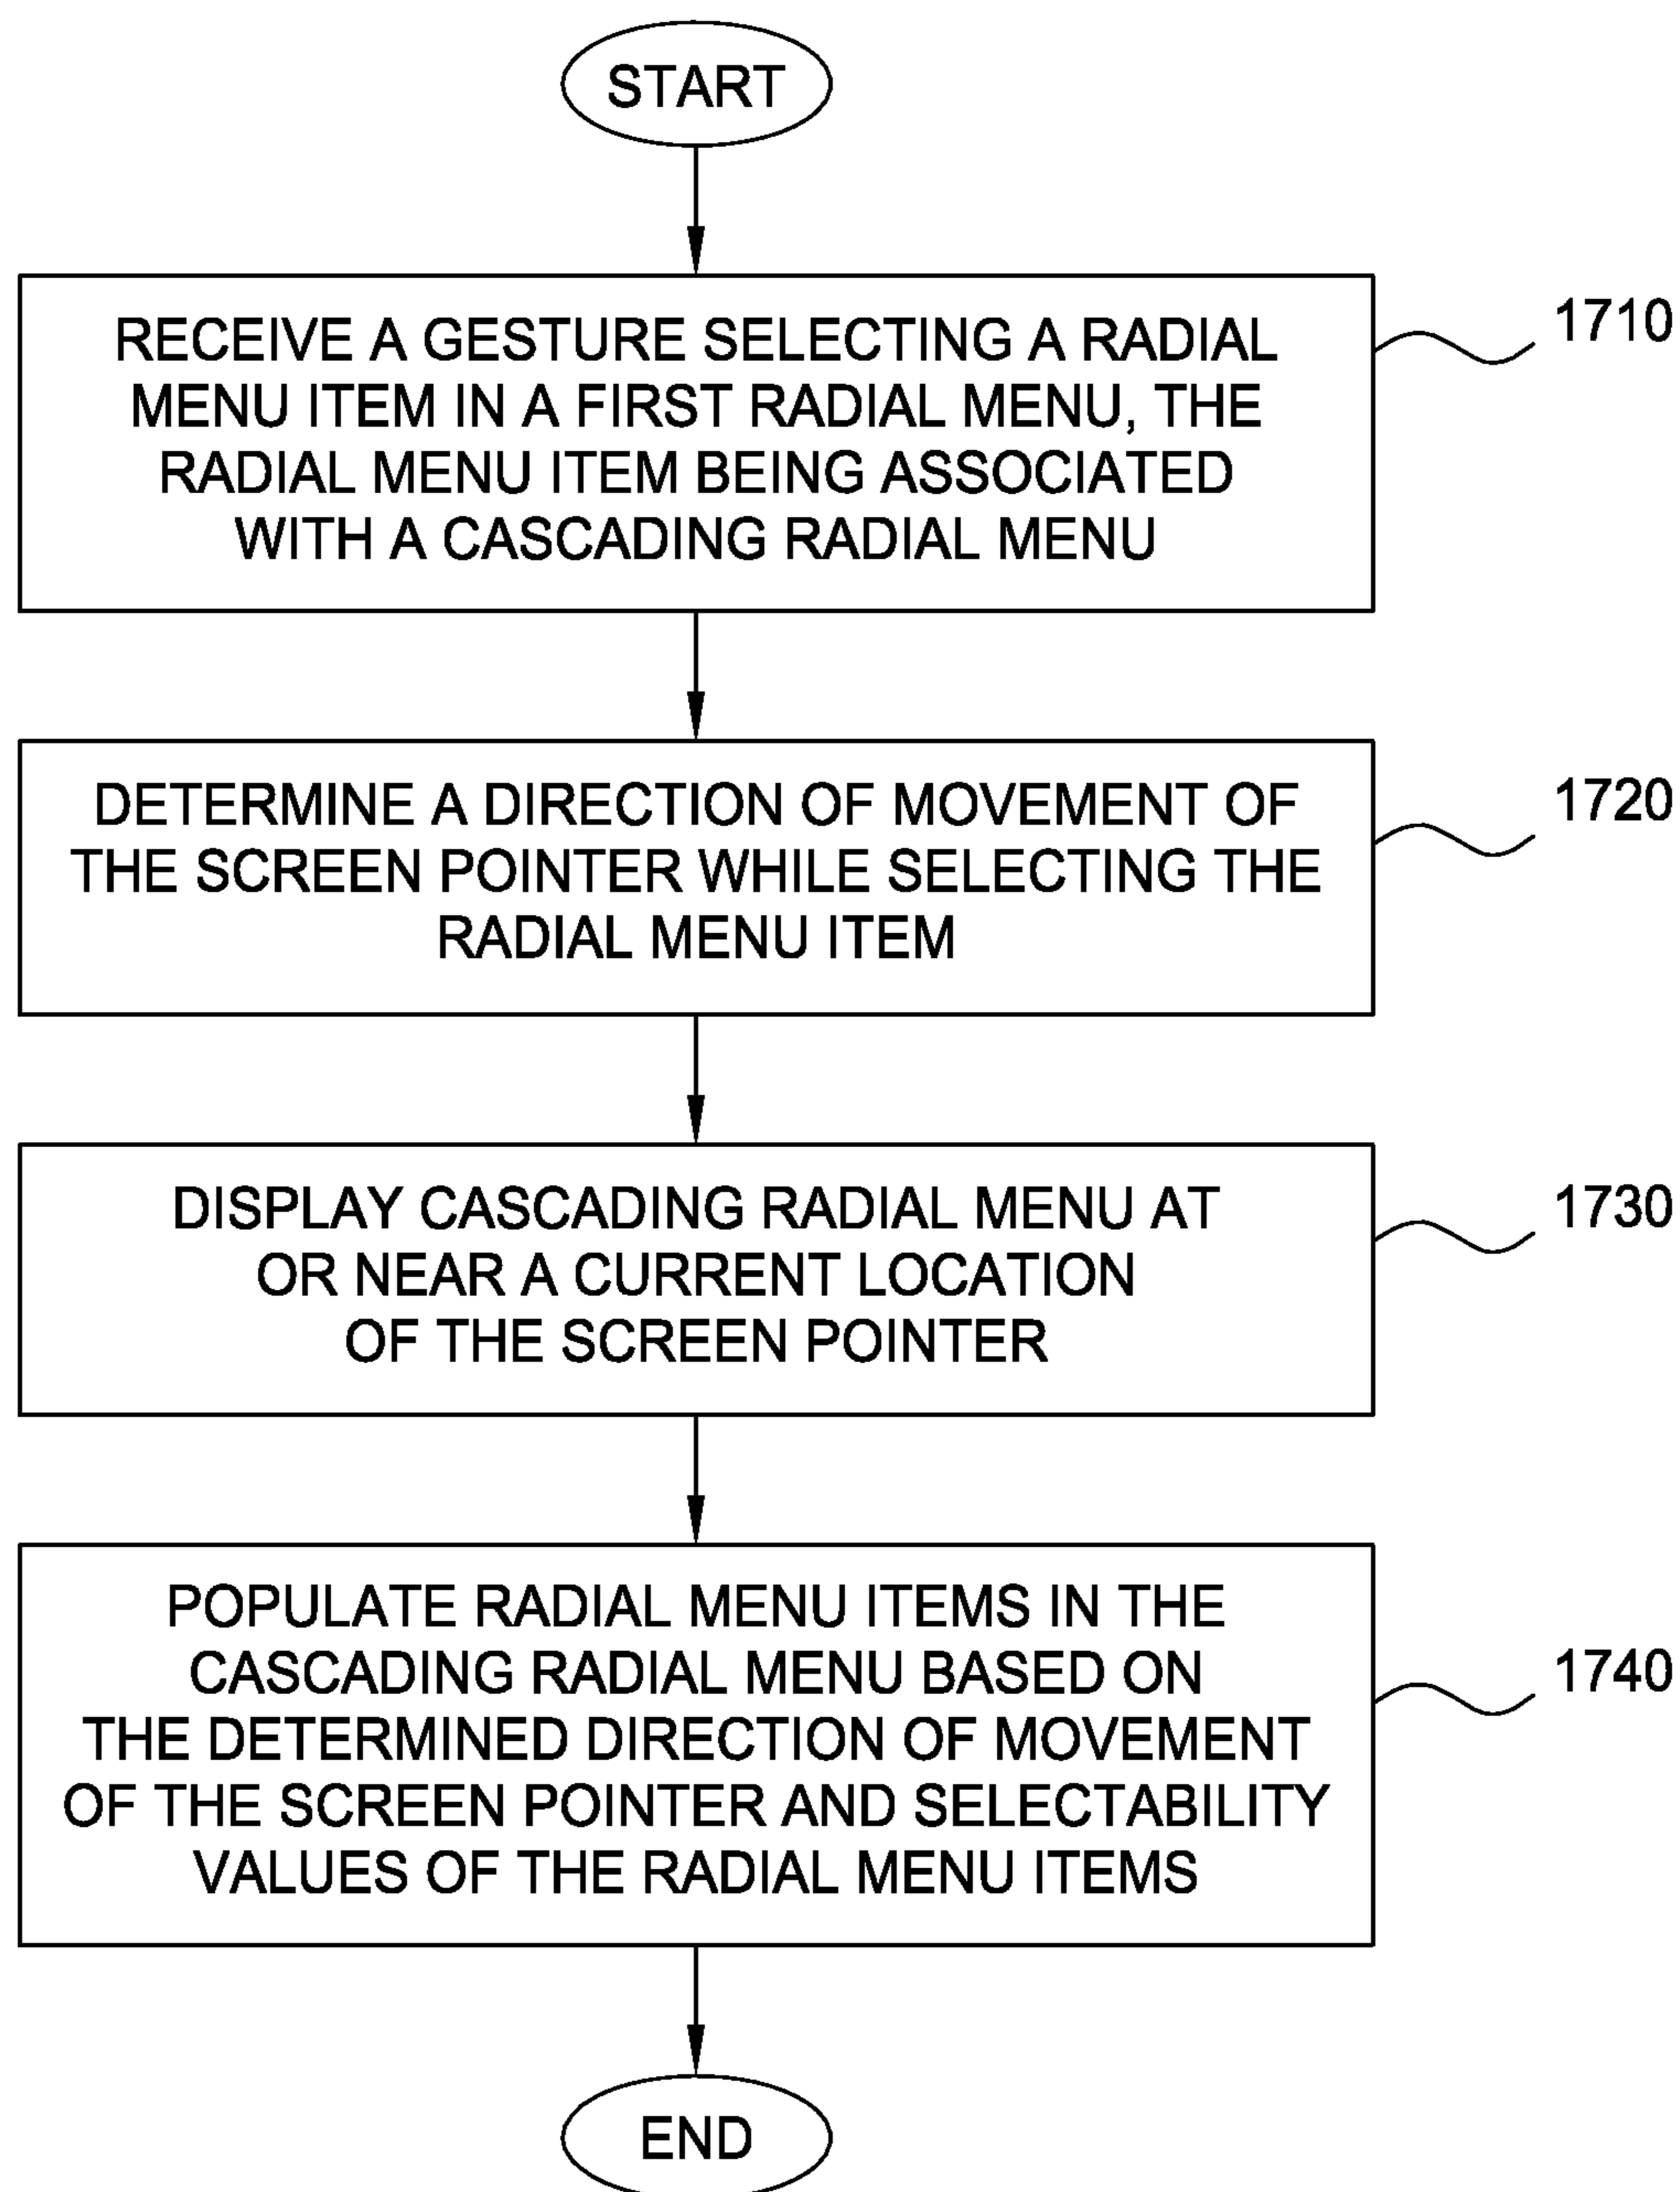 START
RECEIVE A GESTURE SELECTING A RADIAL
MENU ITEM IN A FIRST RADIAL MENU, THE
RADIAL MENU ITEM BEING ASSOCIATED
WITH A CASCADING RADIAL MENU
1710
DETERMINE A DIRECTION OF MOVEMENT OF
THE SCREEN POINTER WHILE SELECTING THE
RADIAL MENU ITEM
1720
DISPLAY CASCADING RADIAL MENU AT
OR NEAR A CURRENT LOCATION
OF THE SCREEN POINTER
1730
POPULATE RADIAL MENU ITEMS IN THE
CASCADING RADIAL MENU BASED ON
THE DETERMINED DIRECTION OF MOVEMENT
OF THE SCREEN POINTER AND SELECTABILITY
VALUES OF THE RADIAL MENU ITEMS
1740
END